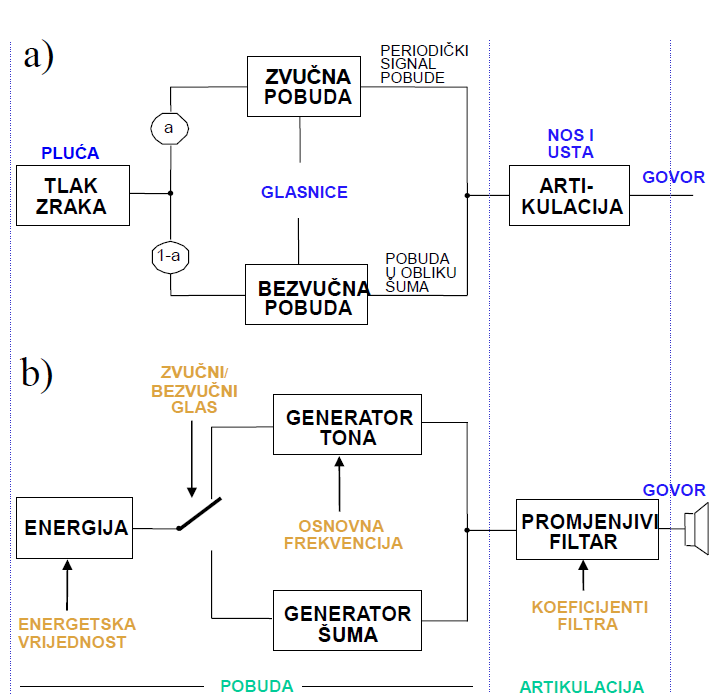 a)
PERIODIČKI
SIGNAL
POBUDE
ZVUČNA
POBUDA
a
PLUĆA
TLAK
ZRAKA
GLASNICE
NOS I
USTA
ARTI-
KULACIJA
GOVOR
1-a
BEZVUČNA
POBUDA
POBUDA
U OBLIKU
ŠUMA
b)
ZVUČNI/
BEZVUČNI
GLAS
GENERATOR
TONA
ENERGIJA
OSNOVNA
FREKVENCIJA
GOVOR
PROMJENJIVI
FILTAR
ENERGETSKA
VRIJEDNOST
GENERATOR
ŠUMA
KOEFICIJENTI
FILTRA
POBUDA
ARTIKULACIJA